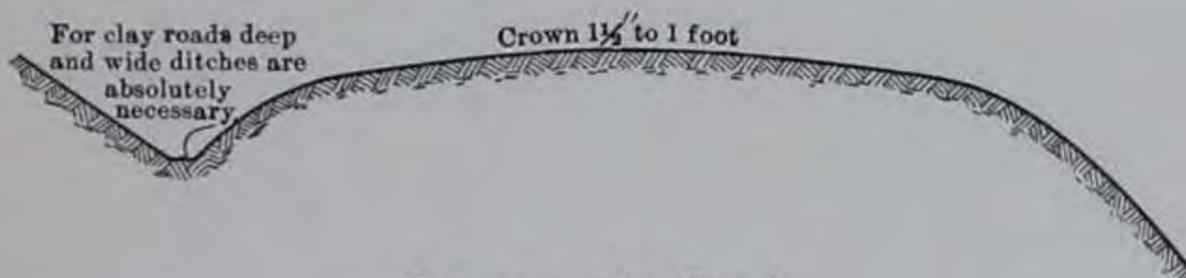 For clay roads deep
and wide ditches are
absolutely
necessary
Crown 1½" to 1 foot